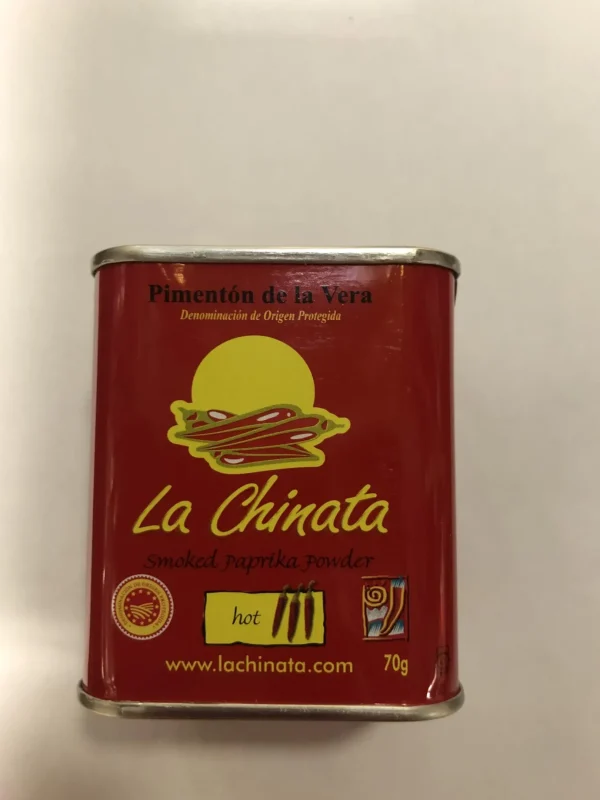 Pimentón de la Vera
Denominación de Origen Protegida
La Chinata
Smoked Paprika Powder
hot
www.lachinata.com 70g